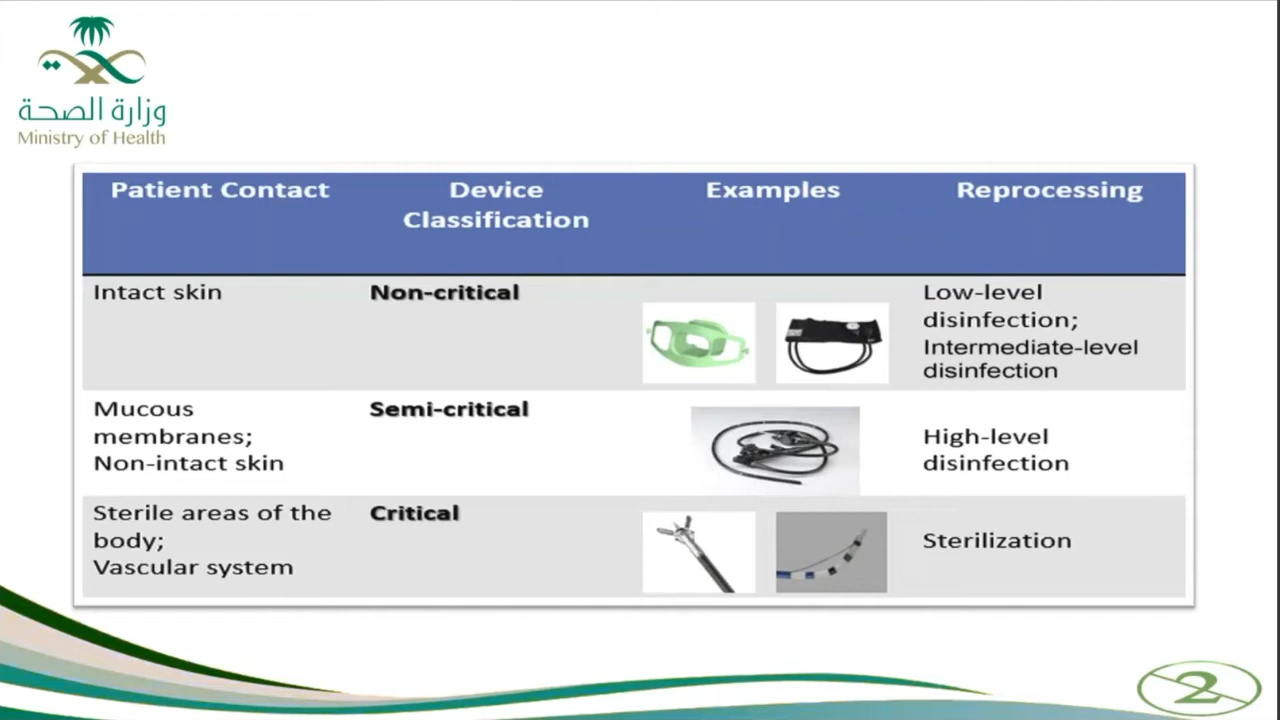 وزارة الصحة
Ministry of Health
Patient Contact
Device
Classification
Examples
Reprocessing
Intact skin
Non-critical
Low-level
disinfection;
Intermediate-level
disinfection
Mucous
membranes;
Non-intact skin
Semi-critical
High-level
disinfection
Sterile areas of the
body;
Vascular system
Critical
Sterilization
2